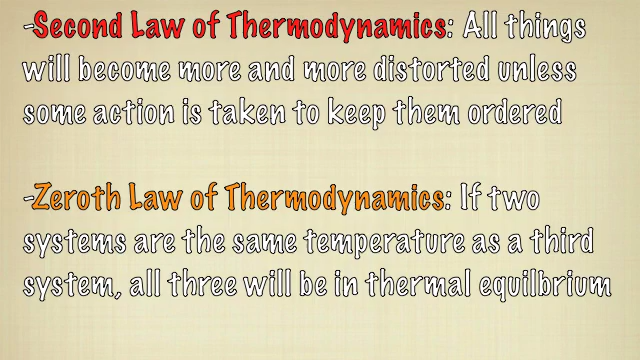 -Second Law of Thermodynamics: All things
will become more and more distorted unless
some action is taken to keep them ordered
-Zeroth Law of Thermodynamics: If two
systems are the same temperature as a third
system, all three will be in thermal equilbrium